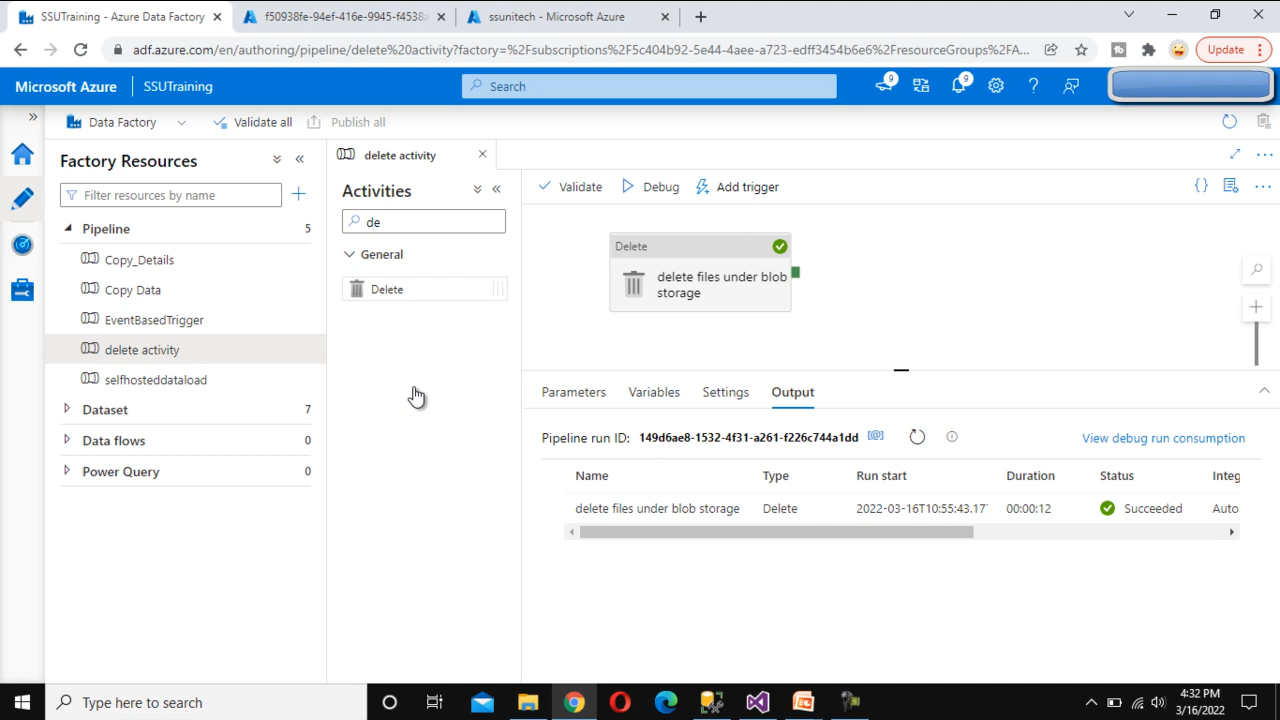 SSUTraining - Azure Data Factory
f50938fe-94ef-416e-9945-f4538a
ssunitech - Microsoft Azure
adf.azure.com/en/authoring/pipeline/delete%20activity?factory=%2Fsubscriptions%2F5c404b92-5e44-4aee-a723-edff3454b6e6%2FresourceGroups%2FA...
Update
Microsoft Azure
SSUTraining
Search
9
9
Data Factory
Validate all
Publish all
Factory Resources
Filter resources by name
Pipeline 5
Copy_Details
Copy Data
EventBasedTrigger
delete activity
selfhosteddataload
Dataset 7
Data flows 0
Power Query 0
delete activity
Activities
de
General
Delete
Validate
Debug
Add trigger
Delete
delete files under blob
storage
Parameters
Variables
Settings
Output
Pipeline run ID: 149d6ae8-1532-4f31-a261-f226c744a1dd
View debug run consumption
Name Type Run start Duration Status Integ
delete files under blob storage Delete 2022-03-16T10:55:43.17 00:00:12 Succeeded Auto
Type here to search
4:32 PM
3/16/2022